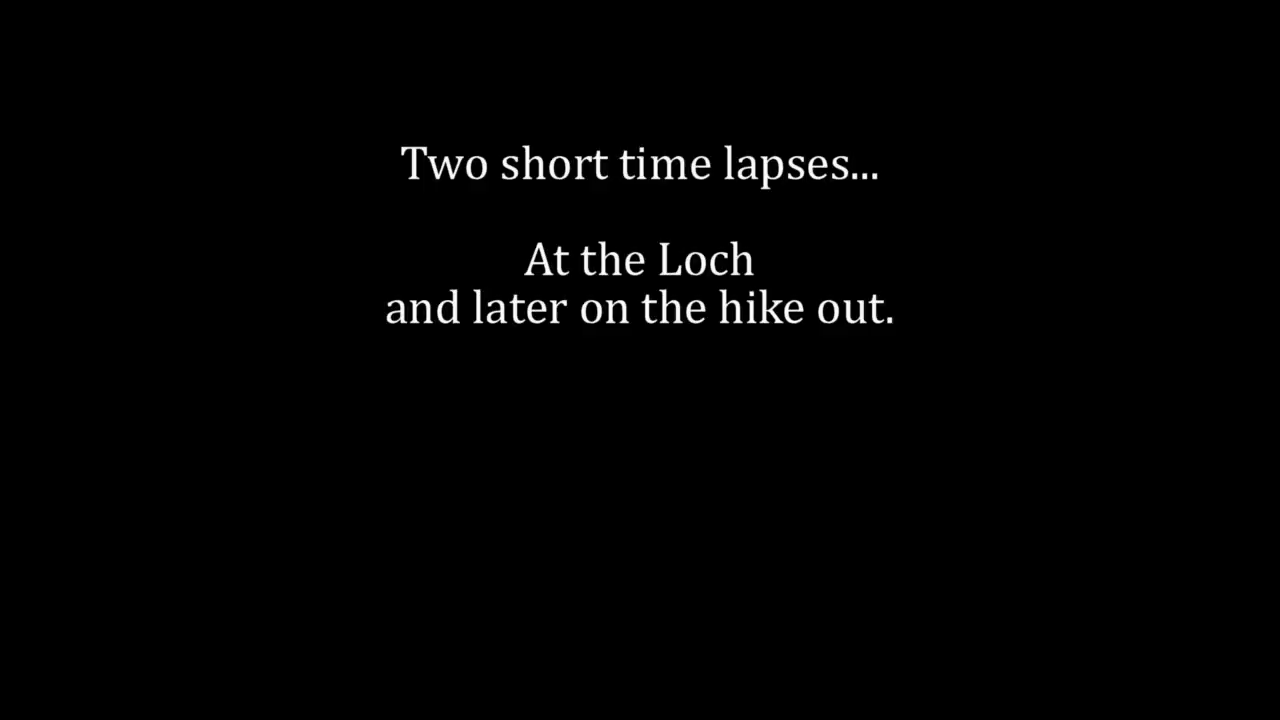 Two short time lapses...
At the Loch
and later on the hike out.